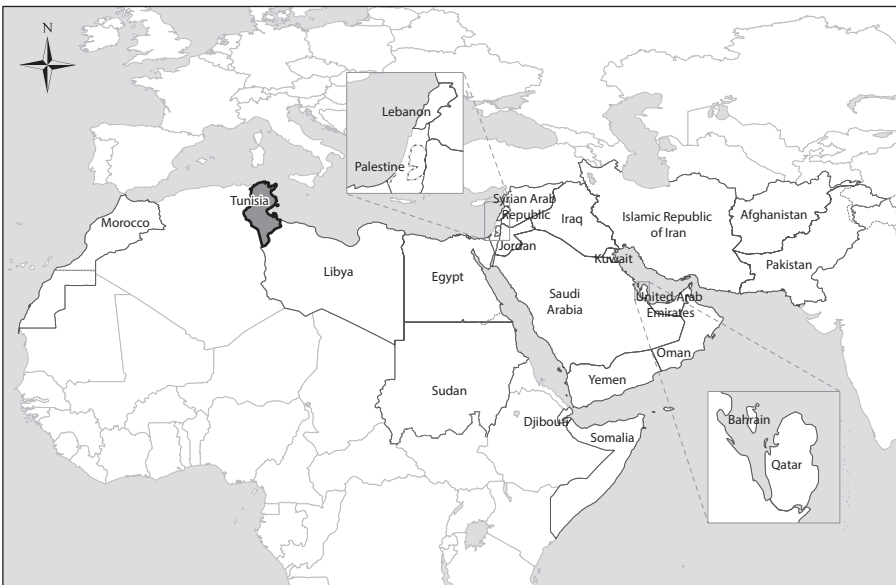 N
Lebanon
Palestine
Tunisia
Morocco
Syrian Arab
Republic
Iraq
Islamic Republic
of Iran
Afghanistan
Jordan
Kuwait
Pakistan
Libya
Egypt
Saudi
Arabia
United Arab
Emirates
Oman
Yemen
Sudan
Djibouti
Somalia
Bahrain
Qatar